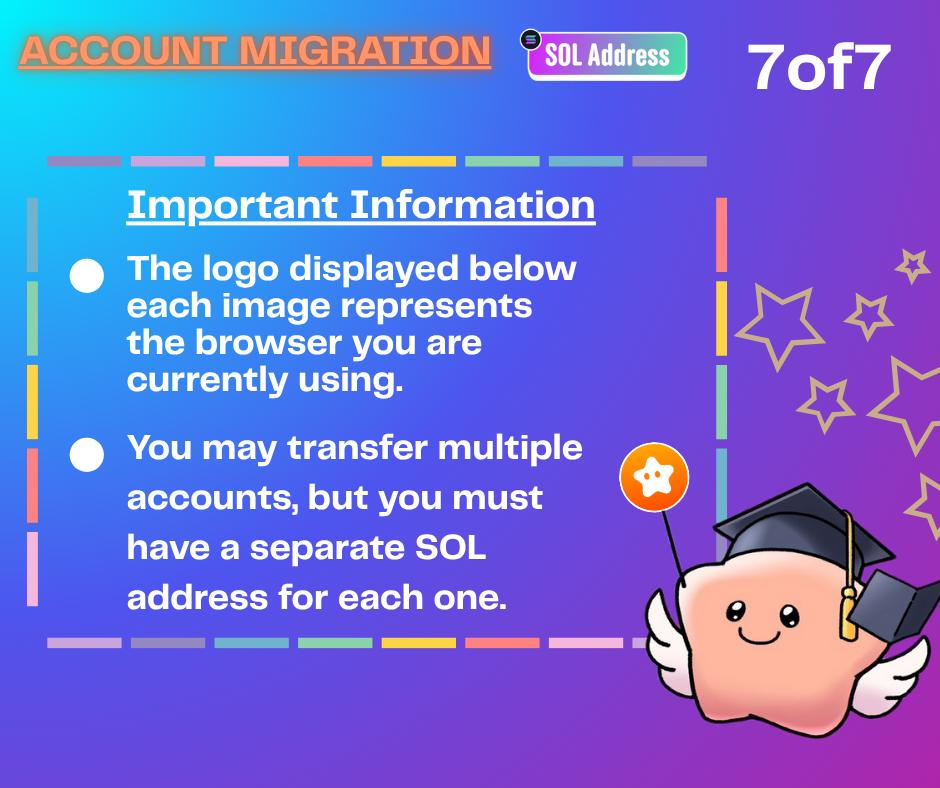 ACCOUNT MIGRATION
SOL Address
7of7
Important Information
The logo displayed below
each image represents
the browser you are
currently using.
You may transfer multiple
accounts, but you must
have a separate SOL
address for each one.